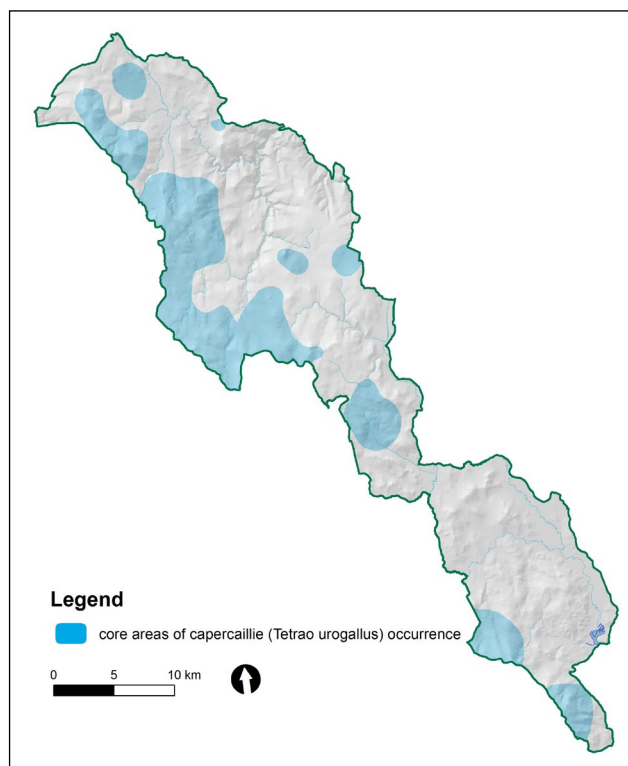 Legend
core areas of capercaillie (Tetrao urogallus) occurrence
0 5 10 km